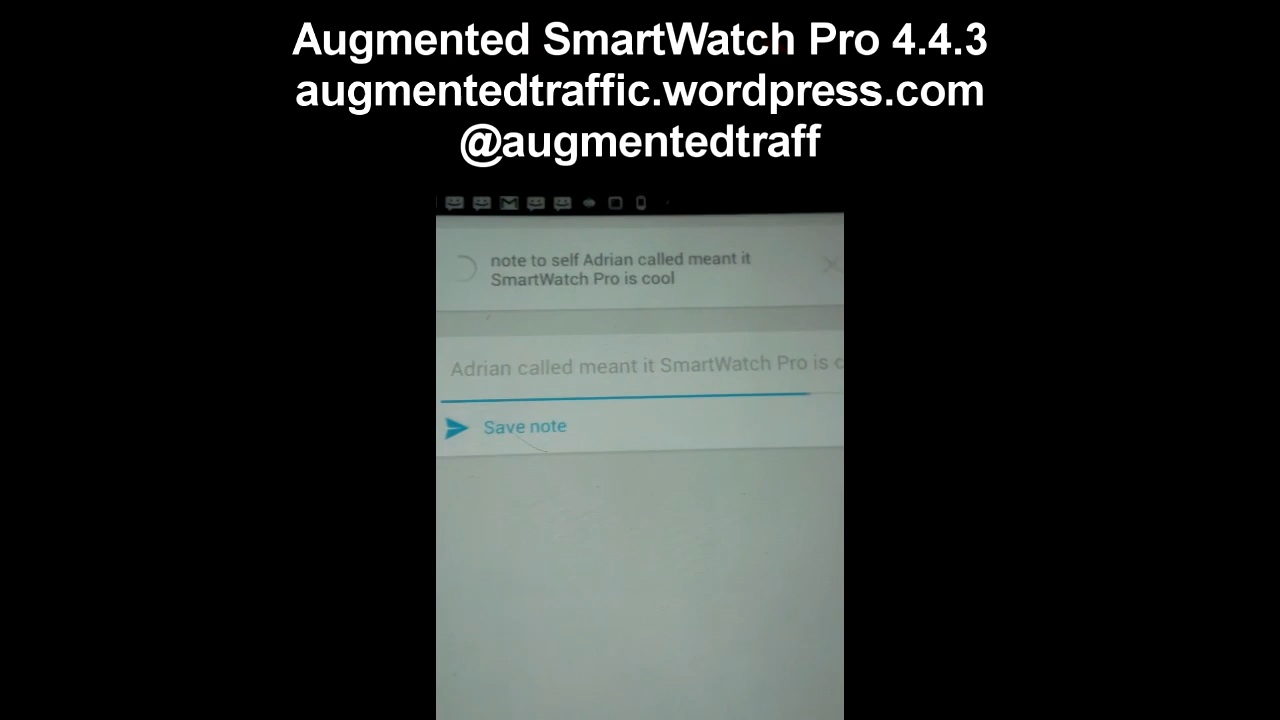 Augmented SmartWatch Pro 4.4.3
augmentedtraffic.wordpress.com
@augmentedtraff
note to self Adrian called meant it
SmartWatch Pro is cool
Adrian called meant it SmartWatch Pro is c
Save note